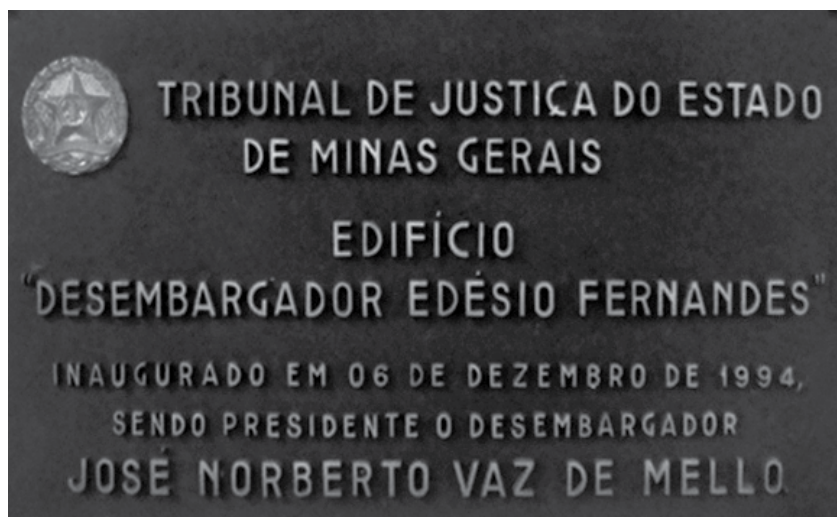 TRIBUNAL DE JUSTIÇA DO ESTADO
DE MINAS GERAIS
EDIFÍCIO
"DESEMBARGADOR EDÉSIO FERNANDES"
INAUGURADO EM 06 DE DEZEMBRO DE 1994,
SENDO PRESIDENTE O DESEMBARGADOR
JOSÉ NORBERTO VAZ DE MELLO.